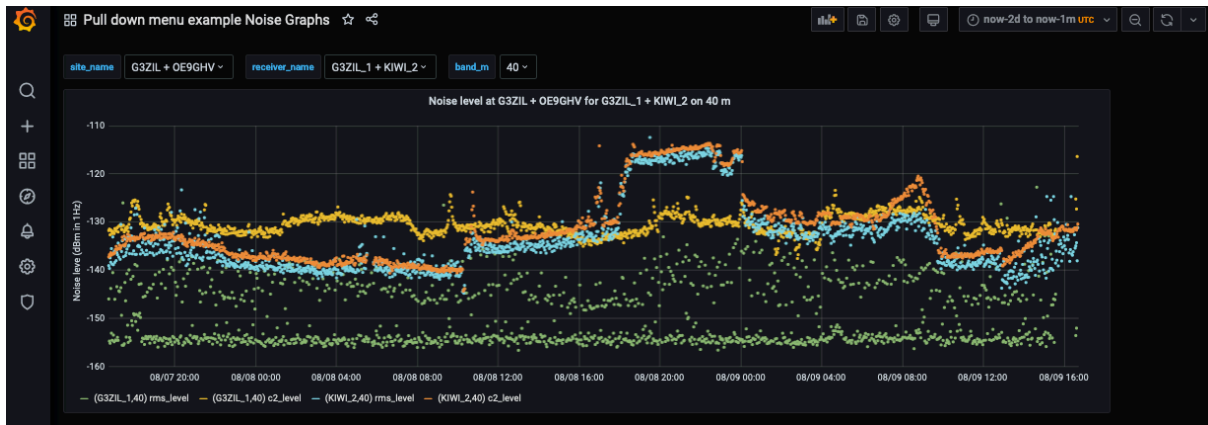 Pull down menu example Noise Graphs
now-2d to now-1m UTC
site_name G3ZIL + OE9GHV receiver_name G3ZIL_1 + KIWI_2 band_m 40
Noise level at G3ZIL + OE9GHV for G3ZIL_1 + KIWI_2 on 40 m
Noise leve (dBm in 1Hz)
-110
-120
-130
-140
-150
-160
08/07 20:00 08/08 00:00 08/08 04:00 08/08 08:00 08/08 12:00 08/08 16:00 08/08 20:00 08/09 00:00 08/09 04:00 08/09 08:00 08/09 12:00 08/09 16:00
(G3ZIL_1,40) rms_level (G3ZIL_1,40) c2_level (KIWI_2,40) rms_level (KIWI_2,40) c2_level